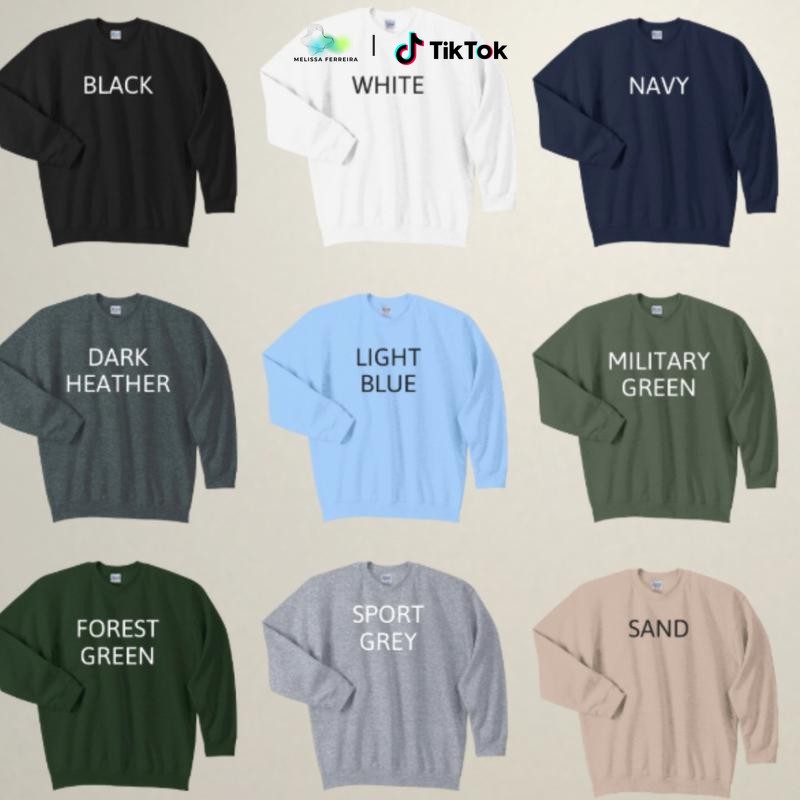 MELISSA FERREIRA | TikTok
BLACK
WHITE
NAVY
DARK
HEATHER
LIGHT
BLUE
MILITARY
GREEN
FOREST
GREEN
SPORT
GREY
SAND